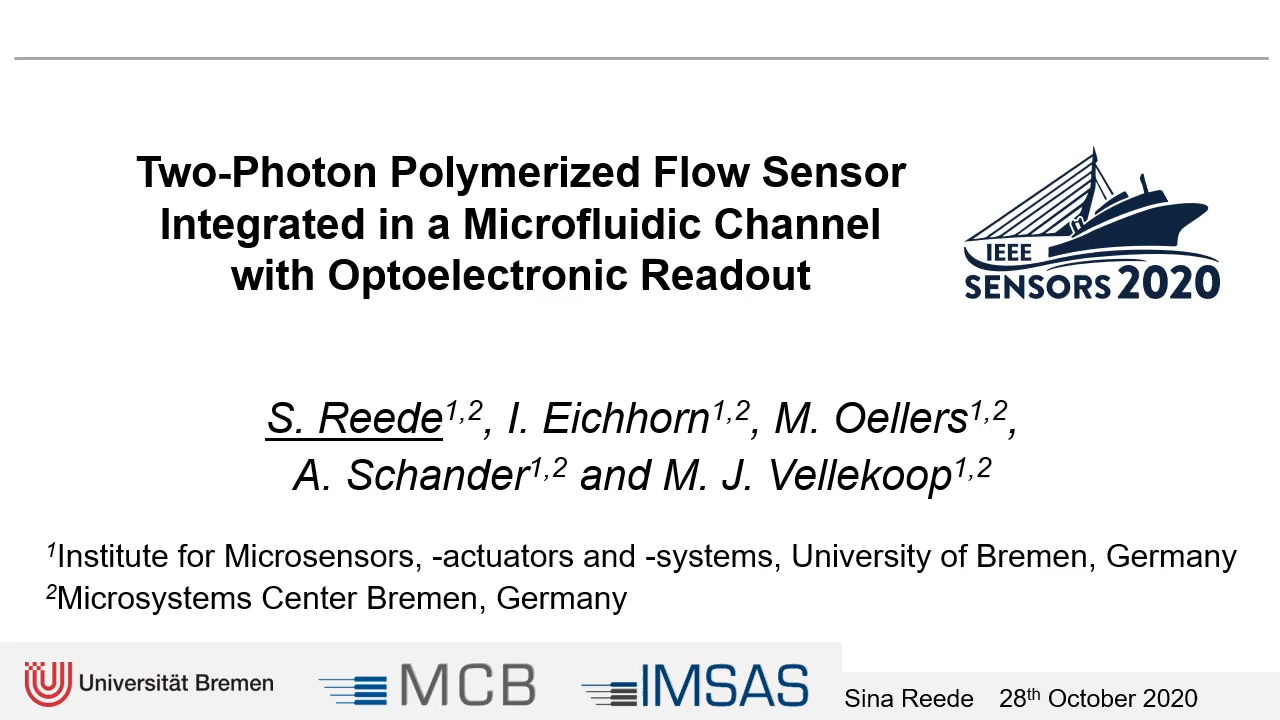 Two-Photon Polymerized Flow Sensor
Integrated in a Microfluidic Channel
with Optoelectronic Readout
IEEE
SENSORS 2020
S. Reede1,2, I. Eichhorn1,2, M. Oellers1,2,
A. Schander1,2 and M. J. Vellekoop1,2
1Institute for Microsensors, -actuators and -systems, University of Bremen, Germany
2Microsystems Center Bremen, Germany
Universität Bremen
MCB
IMSAS
Sina Reede 28th October 2020